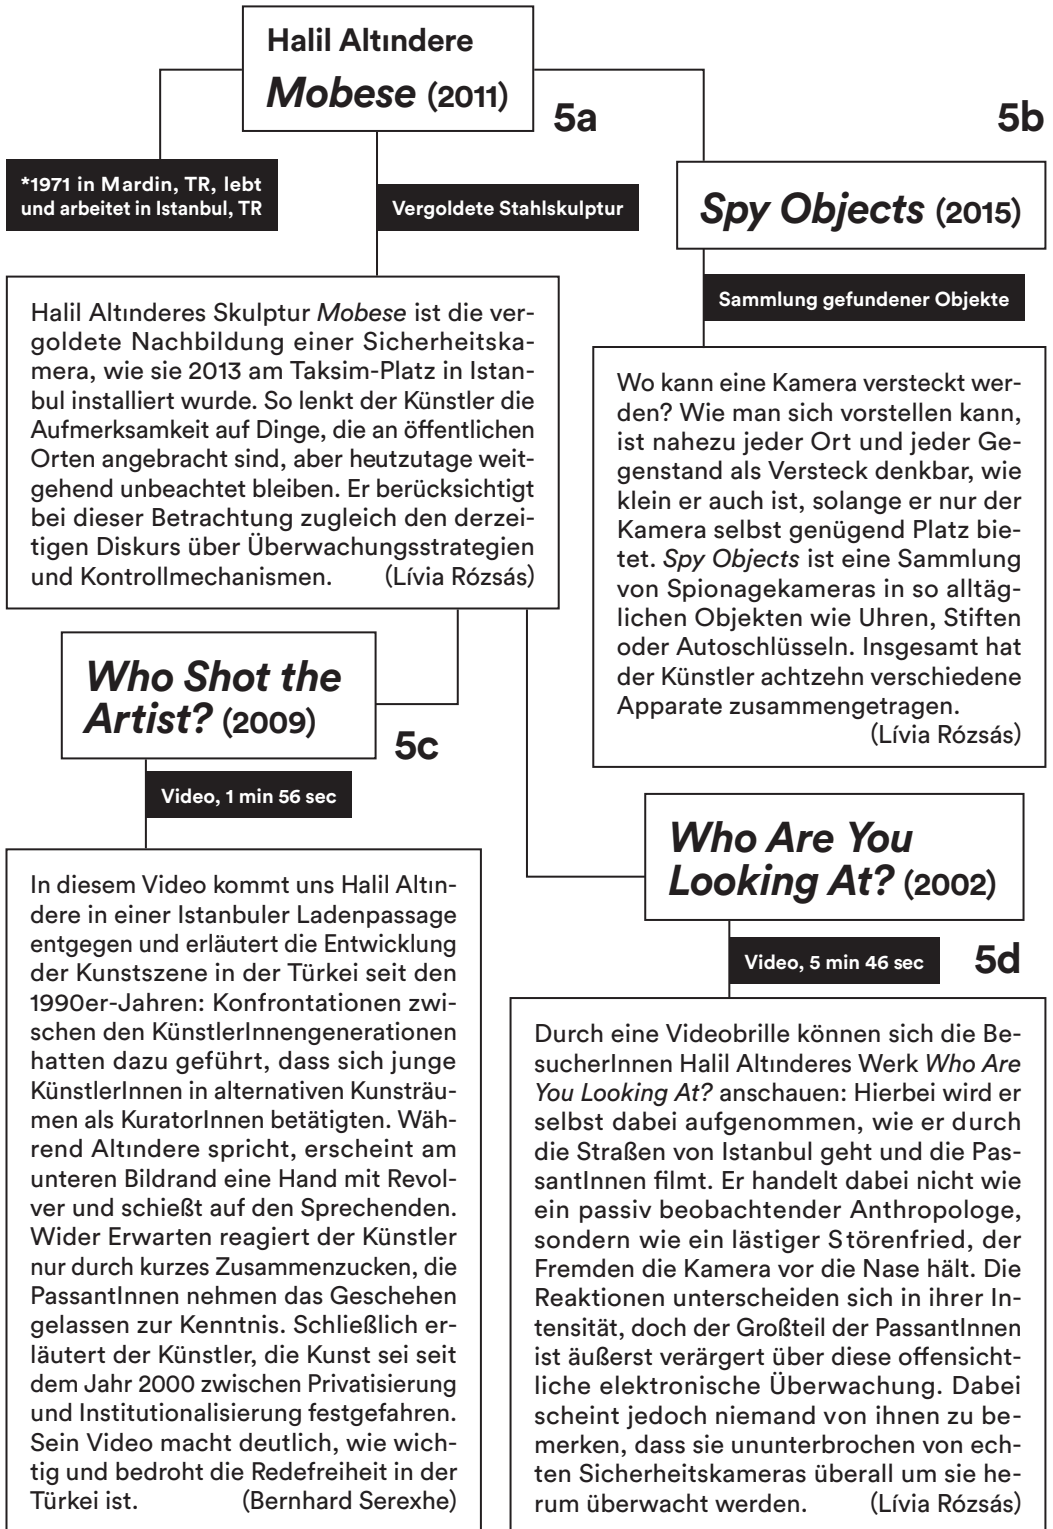 Halil Altındere
Mobese (2011)
5a
*1971 in Mardin, TR, lebt
und arbeitet in Istanbul, TR
Vergoldete Stahlskulptur
Halil Altınderes Skulptur Mobese ist die ver-
goldete Nachbildung einer Sicherheitska-
mera, wie sie 2013 am Taksim-Platz in Istan-
bul installiert wurde. So lenkt der Künstler die
Aufmerksamkeit auf Dinge, die an öffentlichen
Orten angebracht sind, aber heutzutage weit-
gehend unbeachtet bleiben. Er berücksichtigt
bei dieser Betrachtung zugleich den derzei-
tigen Diskurs über Überwachungsstrategien
und Kontrollmechanismen. (Lívia Rózsás)
5b
Spy Objects (2015)
Sammlung gefundener Objekte
Wo kann eine Kamera versteckt wer-
den? Wie man sich vorstellen kann,
ist nahezu jeder Ort und jeder Ge-
genstand als Versteck denkbar, wie
klein er auch ist, solange er nur der
Kamera selbst genügend Platz bie-
tet. Spy Objects ist eine Sammlung
von Spionagekameras in so alltäg-
lichen Objekten wie Uhren, Stiften
oder Autoschlüsseln. Insgesamt hat
der Künstler achtzehn verschiedene
Apparate zusammengetragen.
(Lívia Rózsás)
Who Shot the
Artist? (2009)
5c
Video, 1 min 56 sec
In diesem Video kommt uns Halil Altın-
dere in einer Istanbuler Ladenpassage
entgegen und erläutert die Entwicklung
der Kunstszene in der Türkei seit den
1990er-Jahren: Konfrontationen zwi-
schen den KünstlerInnengenerationen
hatten dazu geführt, dass sich junge
KünstlerInnen in alternativen Kunsträu-
men als KuratorInnen betätigten. Wäh-
rend Altındere spricht, erscheint am
unteren Bildrand eine Hand mit Revol-
ver und schießt auf den Sprechenden.
Wider Erwarten reagiert der Künstler
nur durch kurzes Zusammenzucken, die
PassantInnen nehmen das Geschehen
gelassen zur Kenntnis. Schließlich er-
läutert der Künstler, die Kunst sei seit
dem Jahr 2000 zwischen Privatisierung
und Institutionalisierung festgefahren.
Sein Video macht deutlich, wie wich-
tig und bedroht die Redefreiheit in der
Türkei ist. (Bernhard Serexhe)
Who Are You
Looking At? (2002)
Video, 5 min 46 sec
5d
Durch eine Videobrille können sich die Be-
sucherInnen Halil Altınderes Werk Who Are
You Looking At? anschauen: Hierbei wird er
selbst dabei aufgenommen, wie er durch
die Straßen von Istanbul geht und die Pas-
santInnen filmt. Er handelt dabei nicht wie
ein passiv beobachtender Anthropologe,
sondern wie ein lästiger Störenfried, der
Fremden die Kamera vor die Nase hält. Die
Reaktionen unterscheiden sich in ihrer In-
tensität, doch der Großteil der PassantInnen
ist äußerst verärgert über diese offensicht-
liche elektronische Überwachung. Dabei
scheint jedoch niemand von ihnen zu be-
merken, dass sie ununterbrochen von ech-
ten Sicherheitskameras überall um sie he-
rum überwacht werden. (Lívia Rózsás)